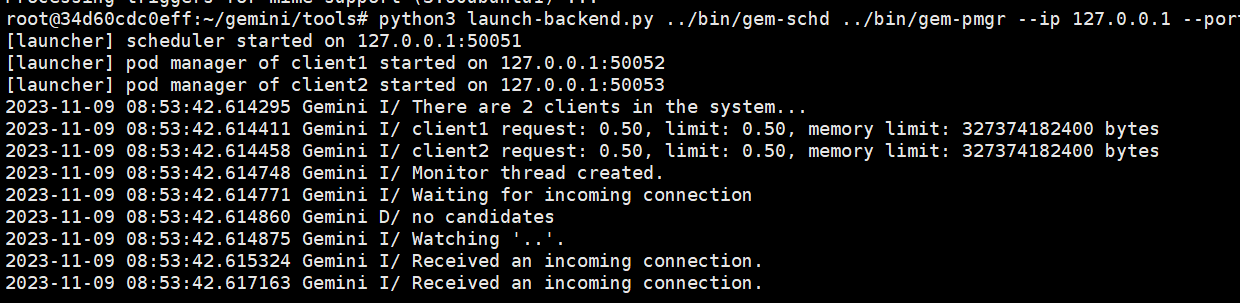 Processing triggers for mime-support (3.60ubuntu1) ...
root@34d60cdc0eff:~/gemini/tools# python3 launch-backend.py ../bin/gem-schd ../bin/gem-pmgr --ip 127.0.0.1 --por
[launcher] scheduler started on 127.0.0.1:50051
[launcher] pod manager of client1 started on 127.0.0.1:50052
[launcher] pod manager of client2 started on 127.0.0.1:50053
2023-11-09 08:53:42.614295 Gemini I/ There are 2 clients in the system...
2023-11-09 08:53:42.614411 Gemini I/ client1 request: 0.50, limit: 0.50, memory limit: 327374182400 bytes
2023-11-09 08:53:42.614458 Gemini I/ client2 request: 0.50, limit: 0.50, memory limit: 327374182400 bytes
2023-11-09 08:53:42.614748 Gemini I/ Monitor thread created.
2023-11-09 08:53:42.614771 Gemini I/ Waiting for incoming connection
2023-11-09 08:53:42.614860 Gemini D/ no candidates
2023-11-09 08:53:42.614875 Gemini I/ Watching '..'.
2023-11-09 08:53:42.615324 Gemini I/ Received an incoming connection.
2023-11-09 08:53:42.617163 Gemini I/ Received an incoming connection.